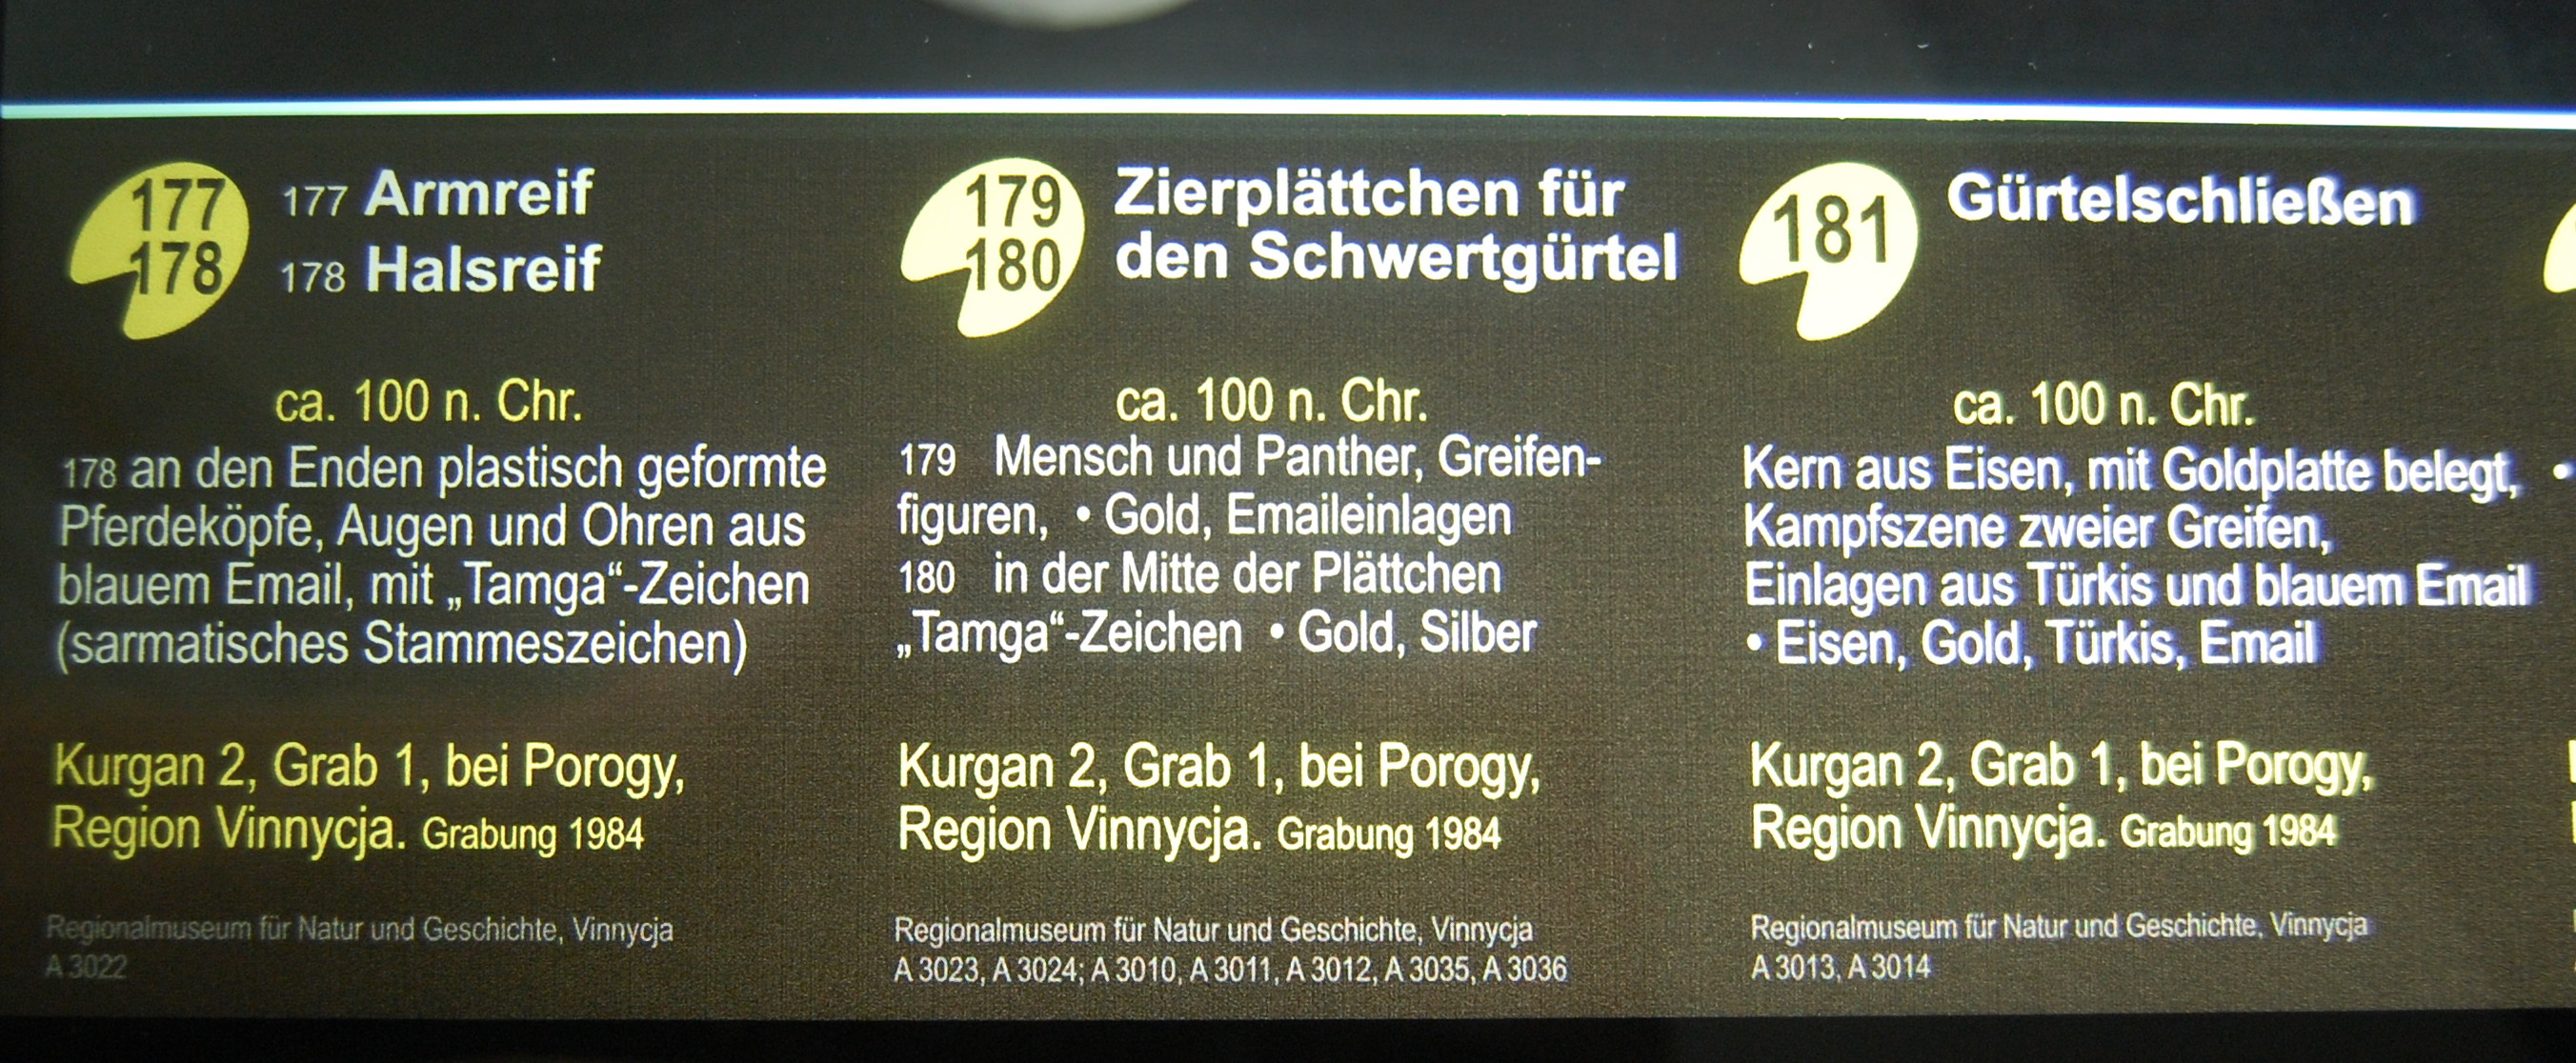 177
178
177 Armreif
178 Halsreif
ca. 100 n. Chr.
178 an den Enden plastisch geformte
Pferdeköpfe, Augen und Ohren aus
blauem Email, mit „Tamga“-Zeichen
(sarmatisches Stammeszeichen)
Kurgan 2, Grab 1, bei Porogy,
Region Vinnycja. Grabung 1984
Regionalmuseum für Natur und Geschichte, Vinnycja
A 3022
179
180
Zierplättchen für
den Schwertgürtel
ca. 100 n. Chr.
179 Mensch und Panther, Greifen-
figuren, • Gold, Emaileinlagen
180 in der Mitte der Plättchen
„Tamga“-Zeichen • Gold, Silber
Kurgan 2, Grab 1, bei Porogy,
Region Vinnycja. Grabung 1984
Regionalmuseum für Natur und Geschichte, Vinnycja
A 3023, A 3024; A 3010, A 3011, A 3012, A 3035, A 3036
181
Gürtelschließen
ca. 100 n. Chr.
Kern aus Eisen, mit Goldplatte belegt,
Kampfszene zweier Greifen,
Einlagen aus Türkis und blauem Email
• Eisen, Gold, Türkis, Email
Kurgan 2, Grab 1, bei Porogy,
Region Vinnycja. Grabung 1984
Regionalmuseum für Natur und Geschichte, Vinnycja
A 3013, A 3014